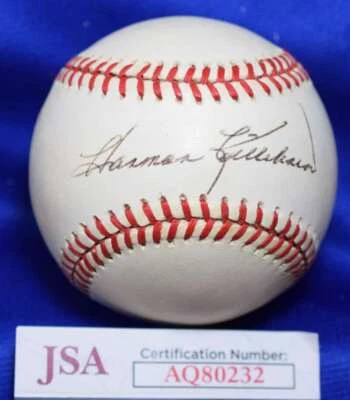 Harmon Killebrew
JSA
Certification Number:
AQ80232